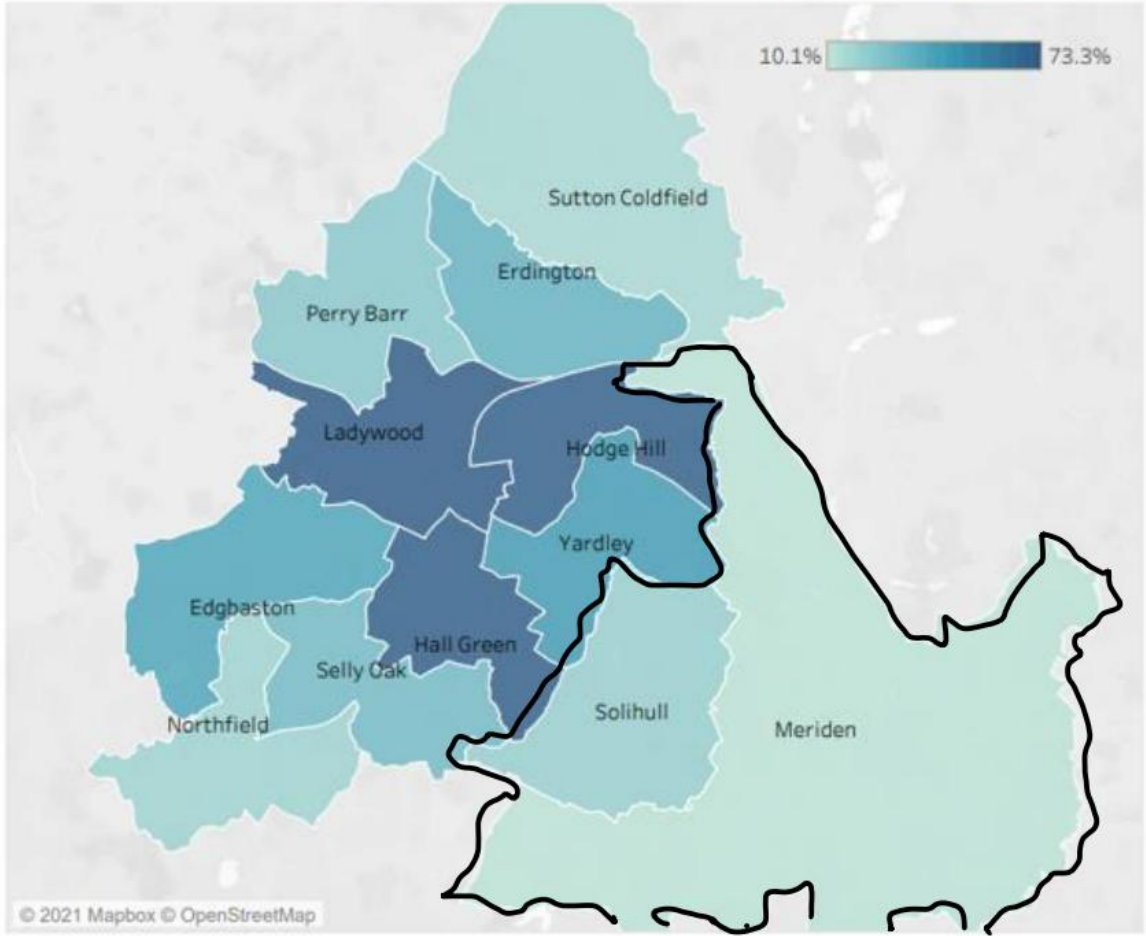 10.1%
73.3%
Sutton Coldfield
Erdington
Perry Barr
Ladywood
Hodge Hill
Yardley
Edgbaston
Hall Green
Selly Oak
Solihull
Northfield
Meriden
© 2021 Mapbox © OpenStreetMap